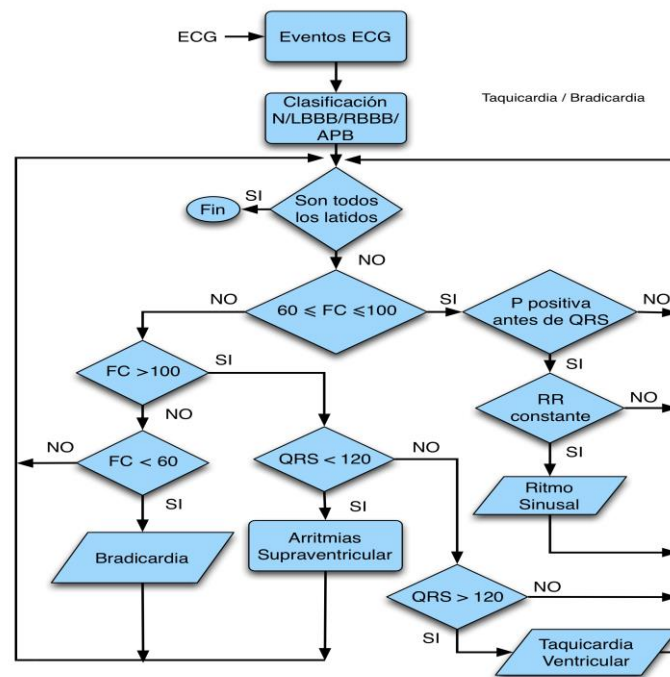 ECG
Eventos ECG
Clasificación
N/LBBB/RBBB/
APB
Taquicardia / Bradicardia
SI
Fin
Son todos
los latidos
NO
NO
60 ⩽ FC ⩽100
SI
P positiva
antes de QRS
NO
SI
FC >100
SI
RR
constante
NO
NO
SI
NO
FC < 60
QRS < 120
NO
SI
SI
Ritmo
Sinusal
Bradicardia
Arritmias
Supraventricular
QRS > 120
NO
SI
Taquicardia
Ventricular